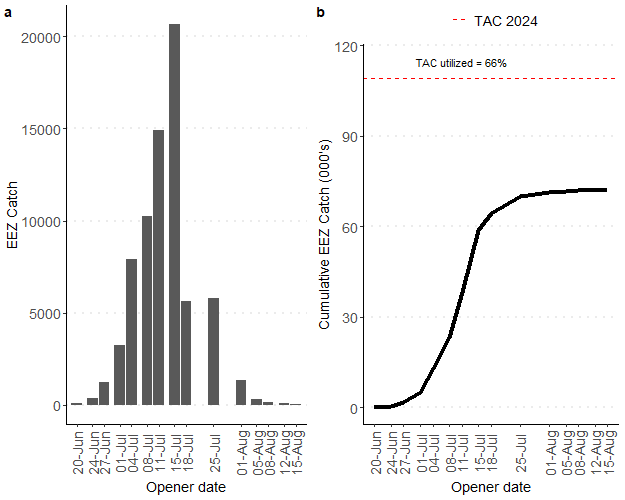 a
EEZ Catch
20000
15000
10000
5000
0
20-Jun
24-Jun
27-Jun
01-Jul
04-Jul
08-Jul
11-Jul
15-Jul
18-Jul
25-Jul
01-Aug
05-Aug
08-Aug
12-Aug
15-Aug
Opener date
b
TAC 2024
TAC utilized = 66%
Cumulative EEZ Catch (000's)
120
90
60
30
0
20-Jun
24-Jun
27-Jun
01-Jul
04-Jul
08-Jul
11-Jul
15-Jul
18-Jul
25-Jul
01-Aug
05-Aug
08-Aug
12-Aug
15-Aug
Opener date